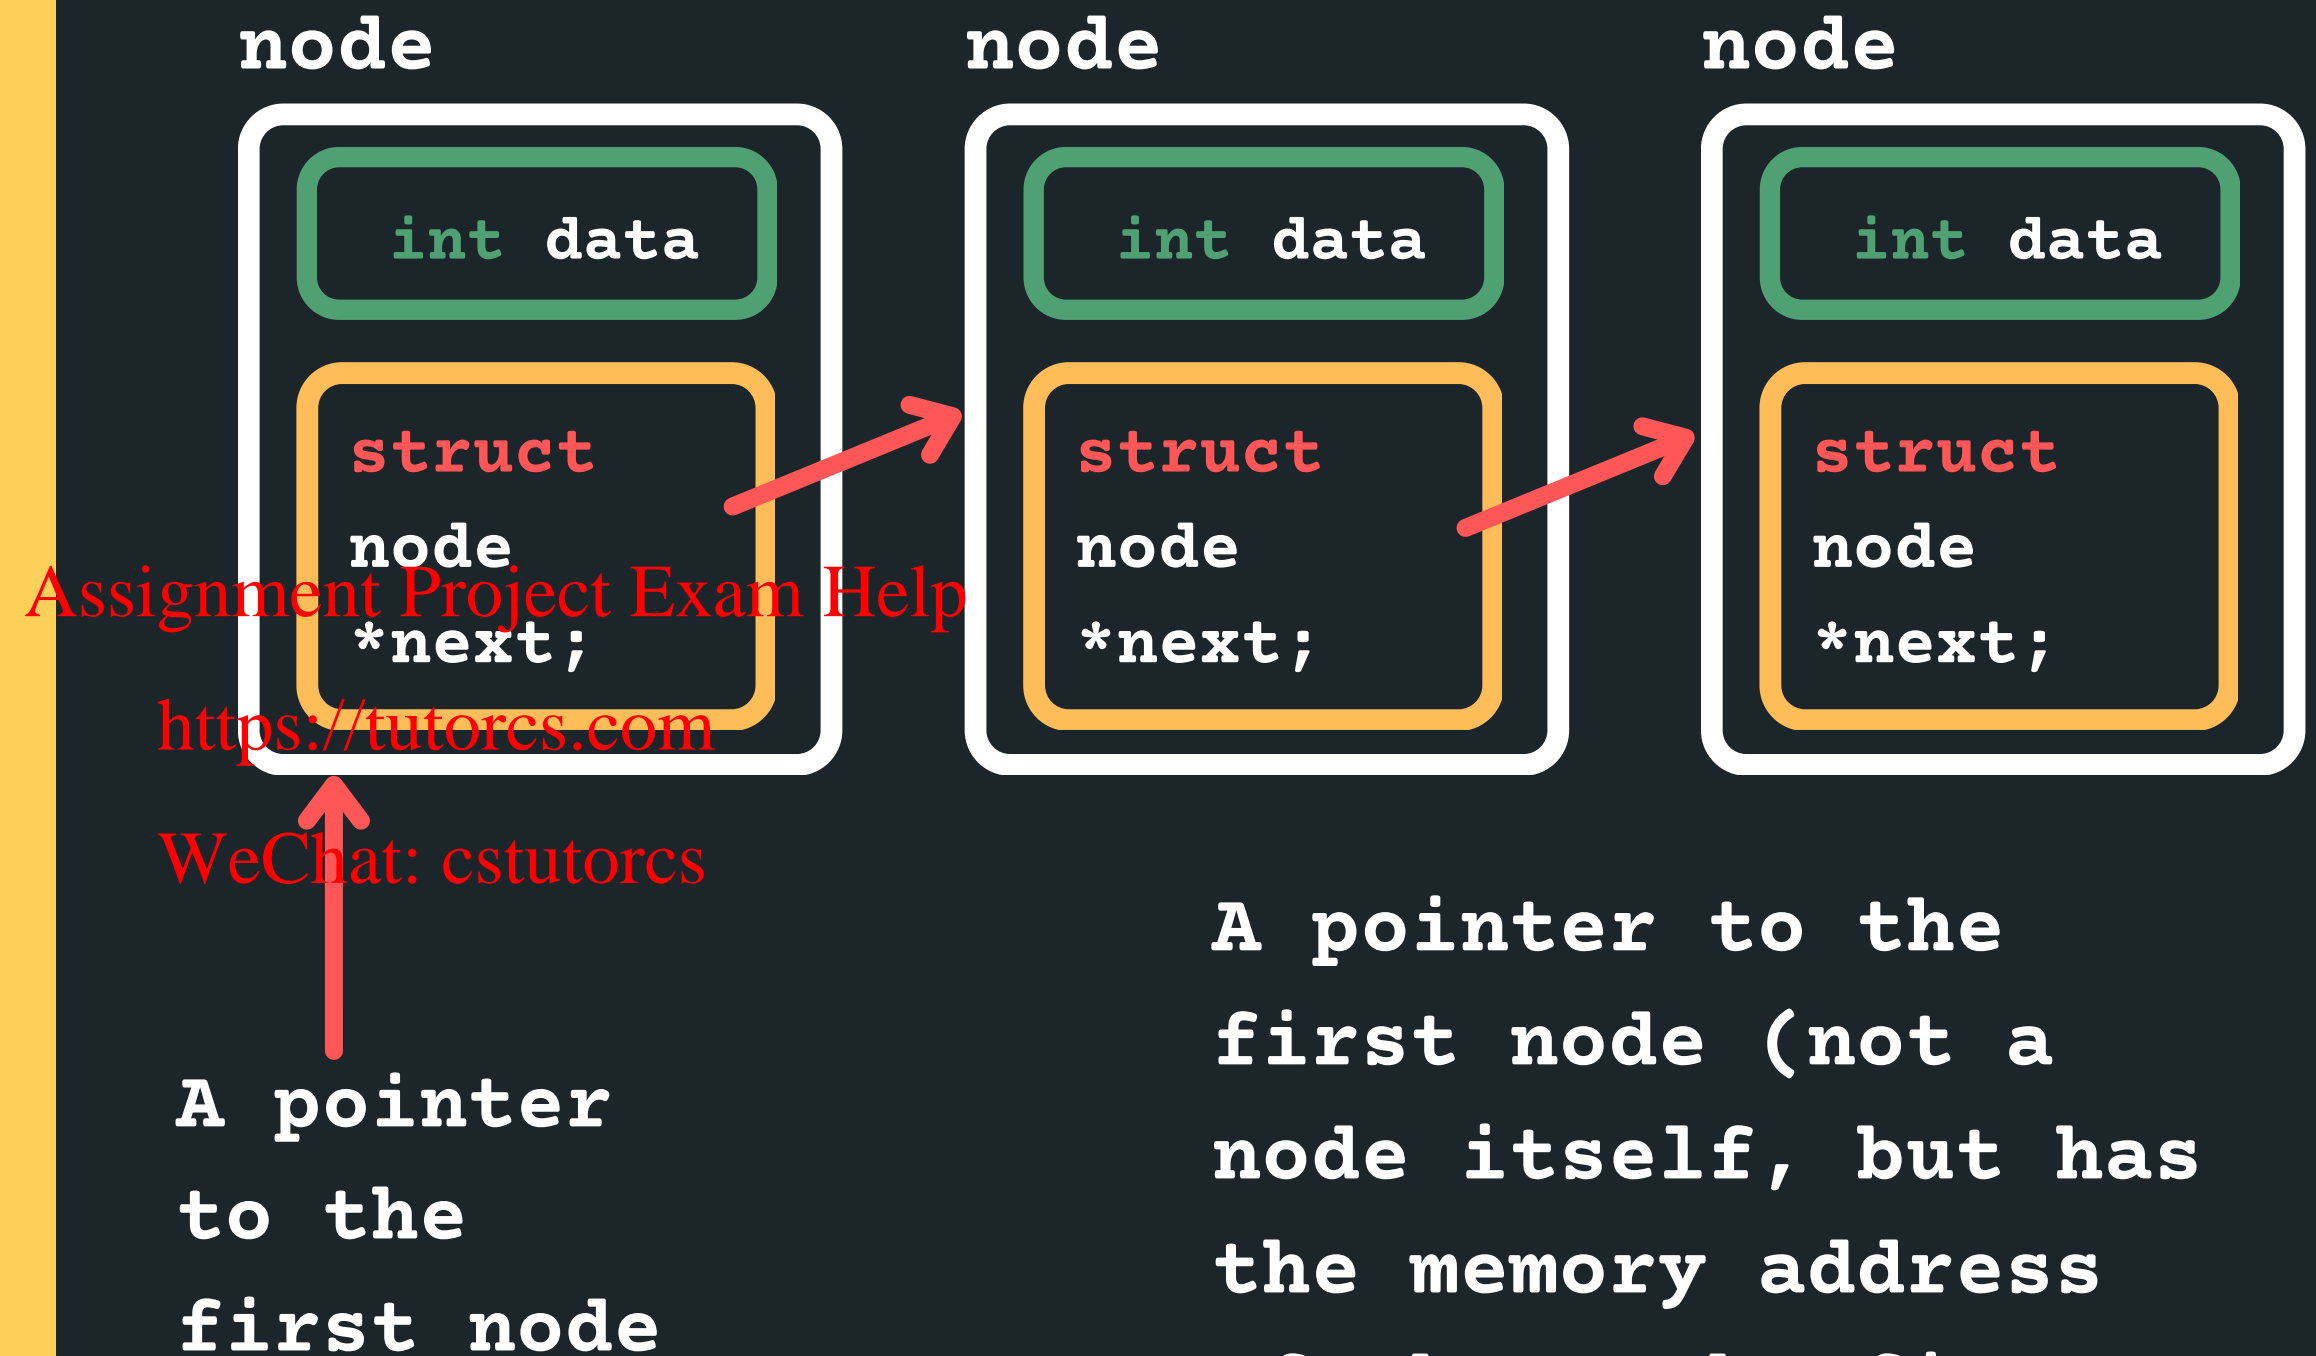 node
node
node
int data
int data
int data
struct
node
*next;
struct
node
*next;
struct
node
*next;
Assignment Project Exam Help
https://tutorcs.com
WeChat: cstutorcs
A pointer
to the
first node
A pointer to the
first node (not a
node itself, but has
the memory address